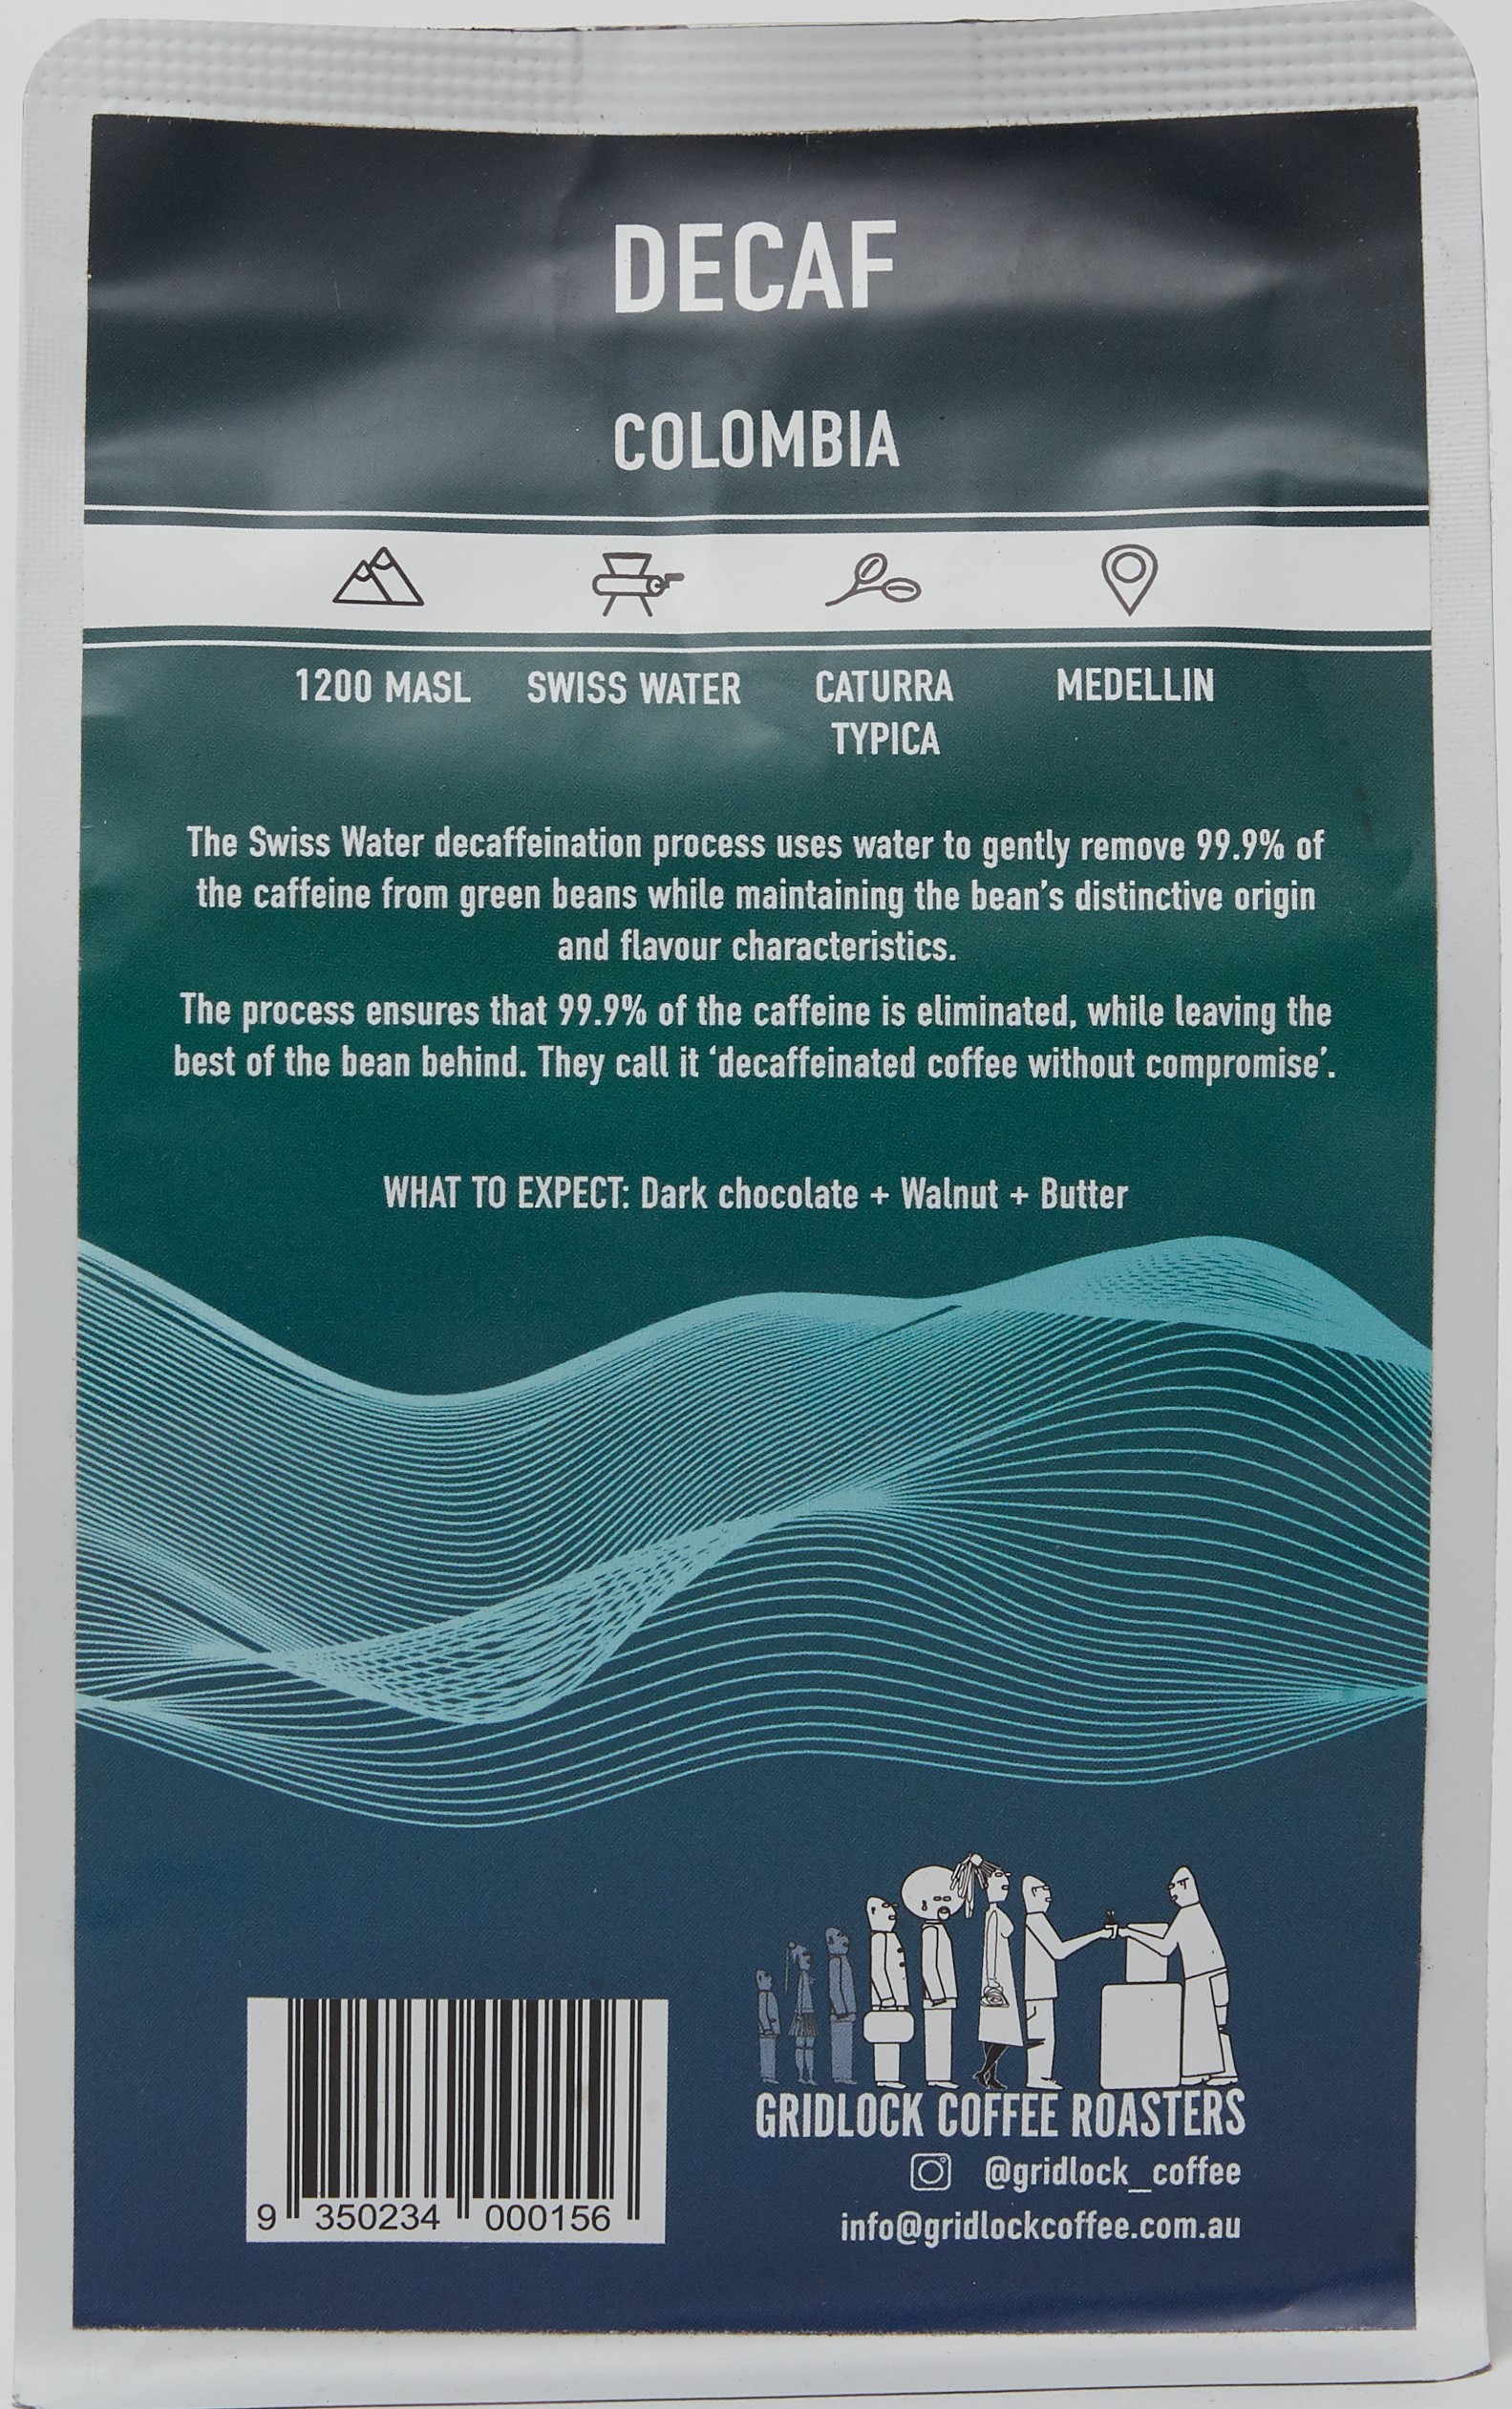 DECAF
COLOMBIA
1200 MASL SWISS WATER CATURRA TYPICA MEDELLIN
The Swiss Water decaffeination process uses water to gently remove 99.9% of
the caffeine from green beans while maintaining the bean's distinctive origin
and flavour characteristics.
The process ensures that 99.9% of the caffeine is eliminated, while leaving the
best of the bean behind. They call it ‘decaffeinated coffee without compromise’.
WHAT TO EXPECT: Dark chocolate + Walnut + Butter
9 350234 000156
GRIDLOCK COFFEE ROASTERS
@gridlock_coffee
info@gridlockcoffee.com.au